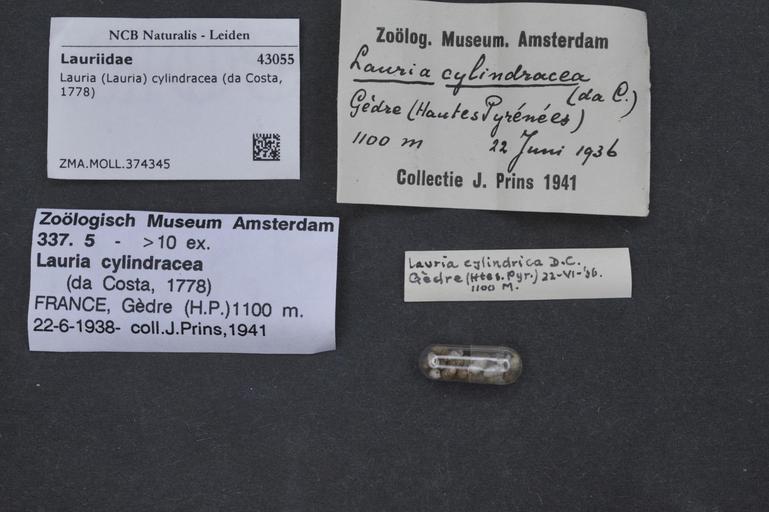 NCB Naturalis - Leiden
Lauriidae 43055
Lauria (Lauria) cylindracea (da Costa,
1778)
ZMA.MOLL.374345
Zoölog. Museum. Amsterdam
Lauria cylindracea
(da C.)
Gèdre (Hautes Pyrénées)
1100 m 22 Juni 1936
Collectie J. Prins 1941
Zoölogisch Museum Amsterdam
337. 5 - >10 ex.
Lauria cylindracea
(da Costa, 1778)
FRANCE, Gèdre (H.P.)1100 m.
22-6-1938- coll.J.Prins,1941
Lauria cylindrica D.C.
Gèdre (Htes. Pyr.) 22-VI-'36.
1100 M.